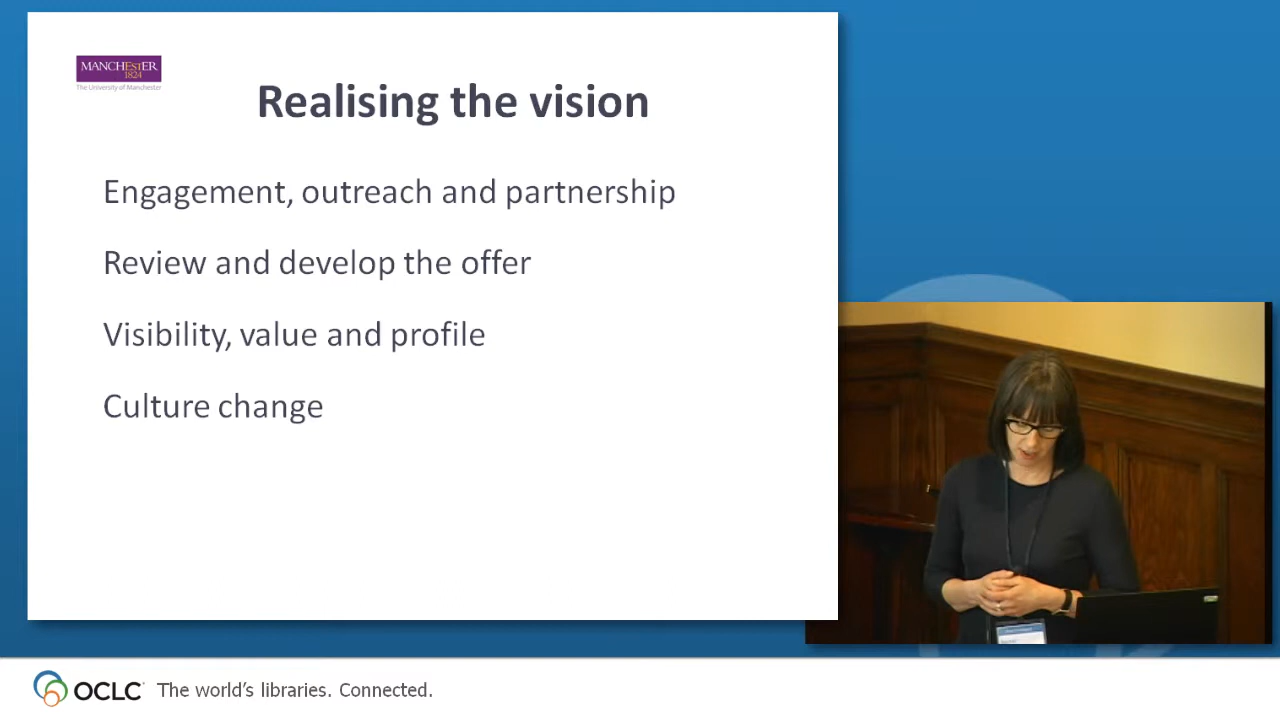 MANCHESTER
1824
The University of Manchester
Realising the vision
Engagement, outreach and partnership
Review and develop the offer
Visibility, value and profile
Culture change
OCLC
The world's libraries. Connected.